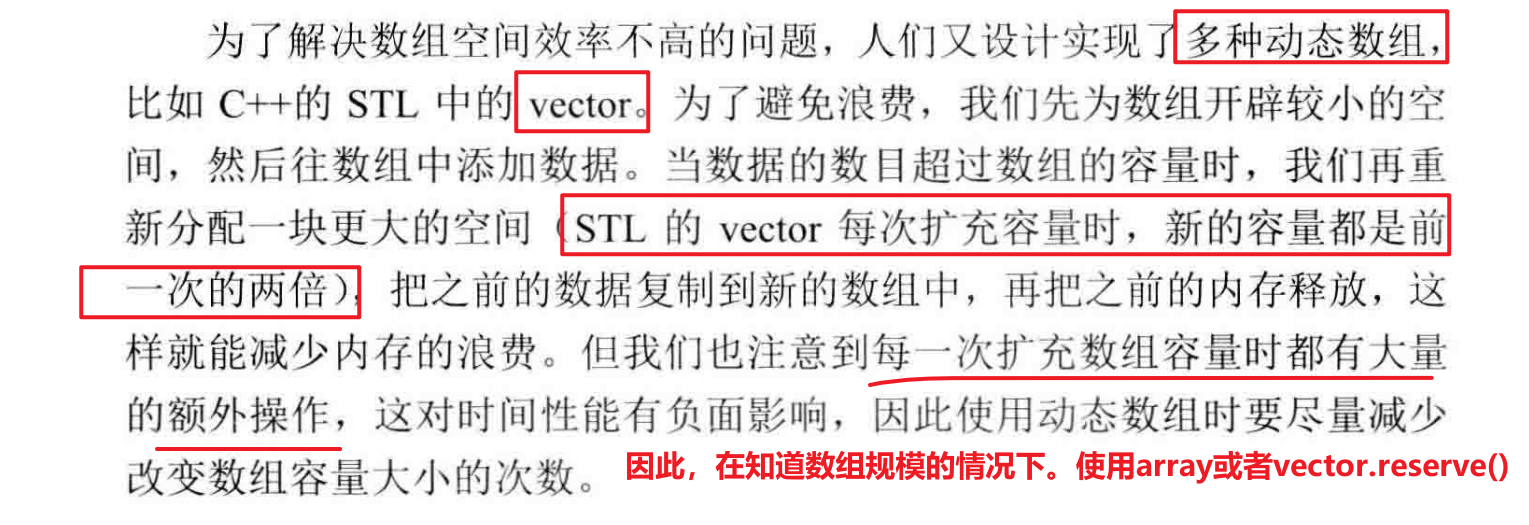 为了解决数组空间效率不高的问题，人们又设计实现了多种动态数组，
比如 C++的 STL 中的 vector。为了避免浪费，我们先为数组开辟较小的空
间，然后往数组中添加数据。当数据的数目超过数组的容量时，我们再重
新分配一块更大的空间（STL 的 vector 每次扩充容量时，新的容量都是前
一次的两倍），把之前的数据复制到新的数组中，再把之前的内存释放，这
样就能减少内存的浪费。但我们也注意到每一次扩充数组容量时都有大量
的额外操作，这对时间性能有负面影响，因此使用动态数组时要尽量减少
改变数组容量大小的次数。
因此，在知道数组规模的情况下。使用array或者vector.reserve()